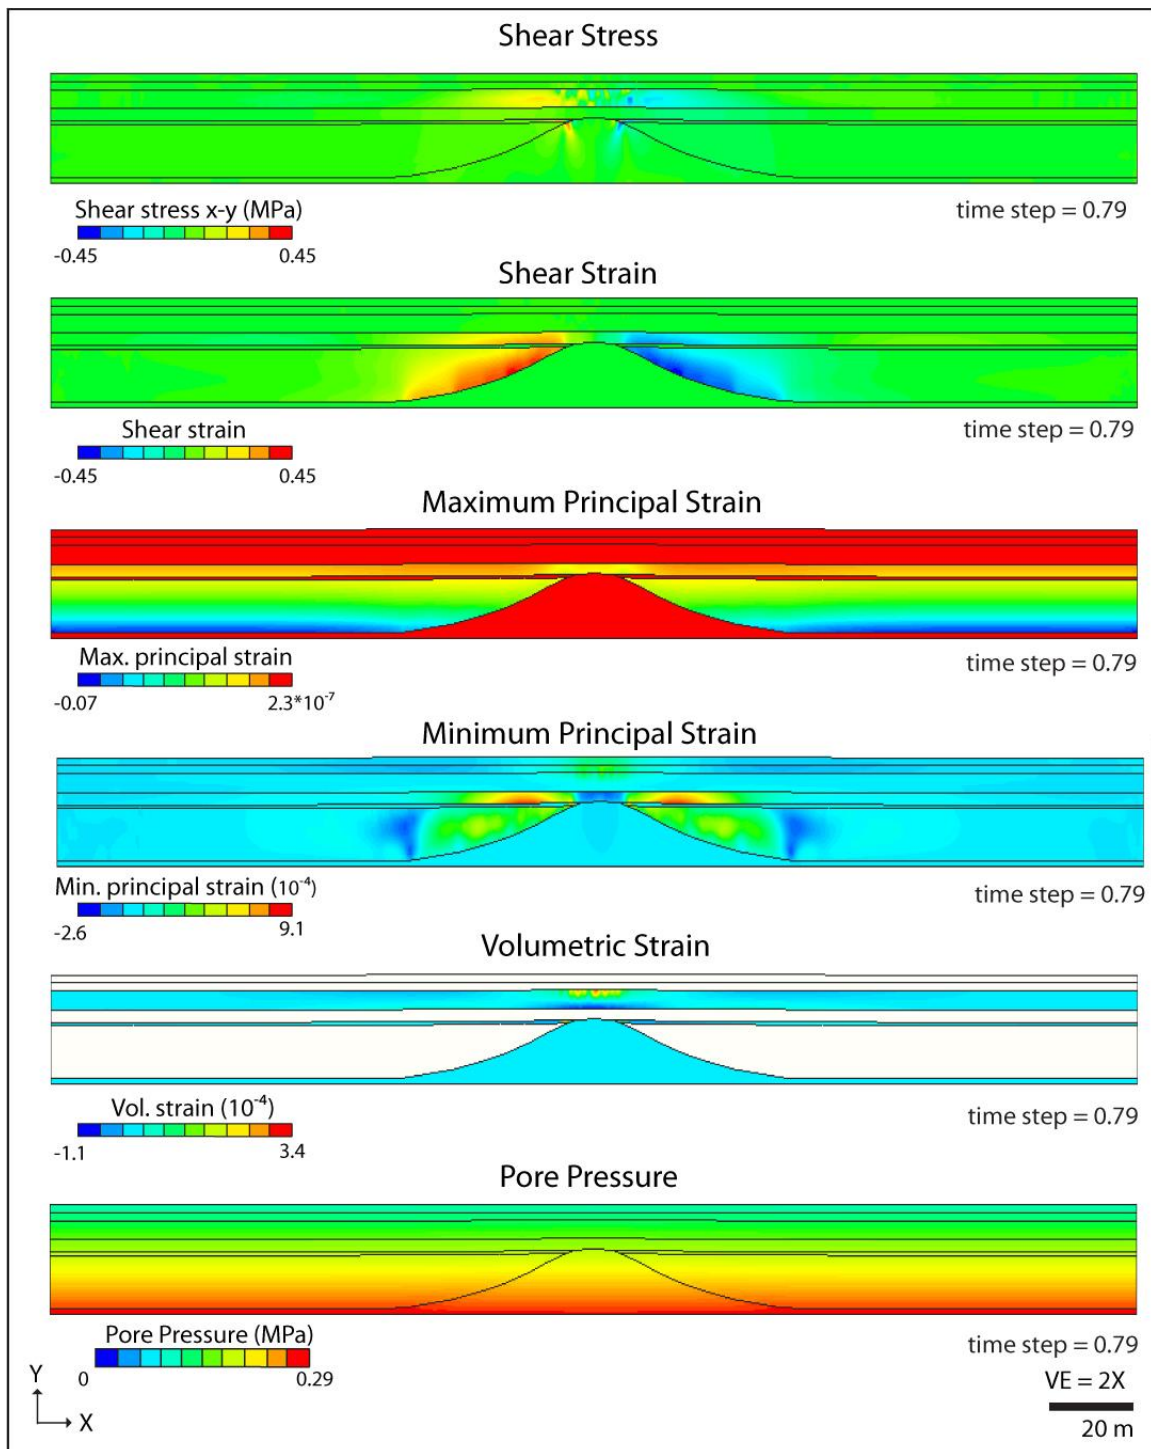 Shear Stress
Shear stress x-y (MPa)
-0.45 0.45
time step = 0.79
Shear Strain
Shear strain
-0.45 0.45
time step = 0.79
Maximum Principal Strain
Max. principal strain
-0.07 2.3*10⁻⁷
time step = 0.79
Minimum Principal Strain
Min. principal strain (10⁻⁴)
-2.6 9.1
time step = 0.79
Volumetric Strain
Vol. strain (10⁻⁴)
-1.1 3.4
time step = 0.79
Pore Pressure
Pore Pressure (MPa)
0 0.29
time step = 0.79
VE = 2X
20 m
Y
X